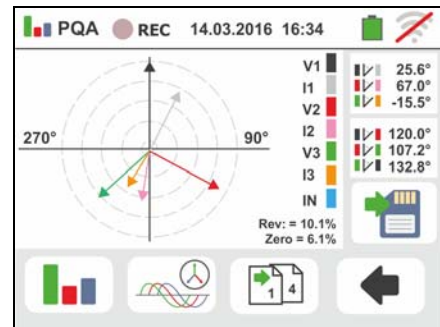 PQA REC 14.03.2016 16:34
270° 90°
V1
I1
V2
I2
V3
I3
IN
Rev: = 10.1%
Zero = 6.1%
25.6°
67.0°
-15.5°
120.0°
107.2°
132.8°
1 4